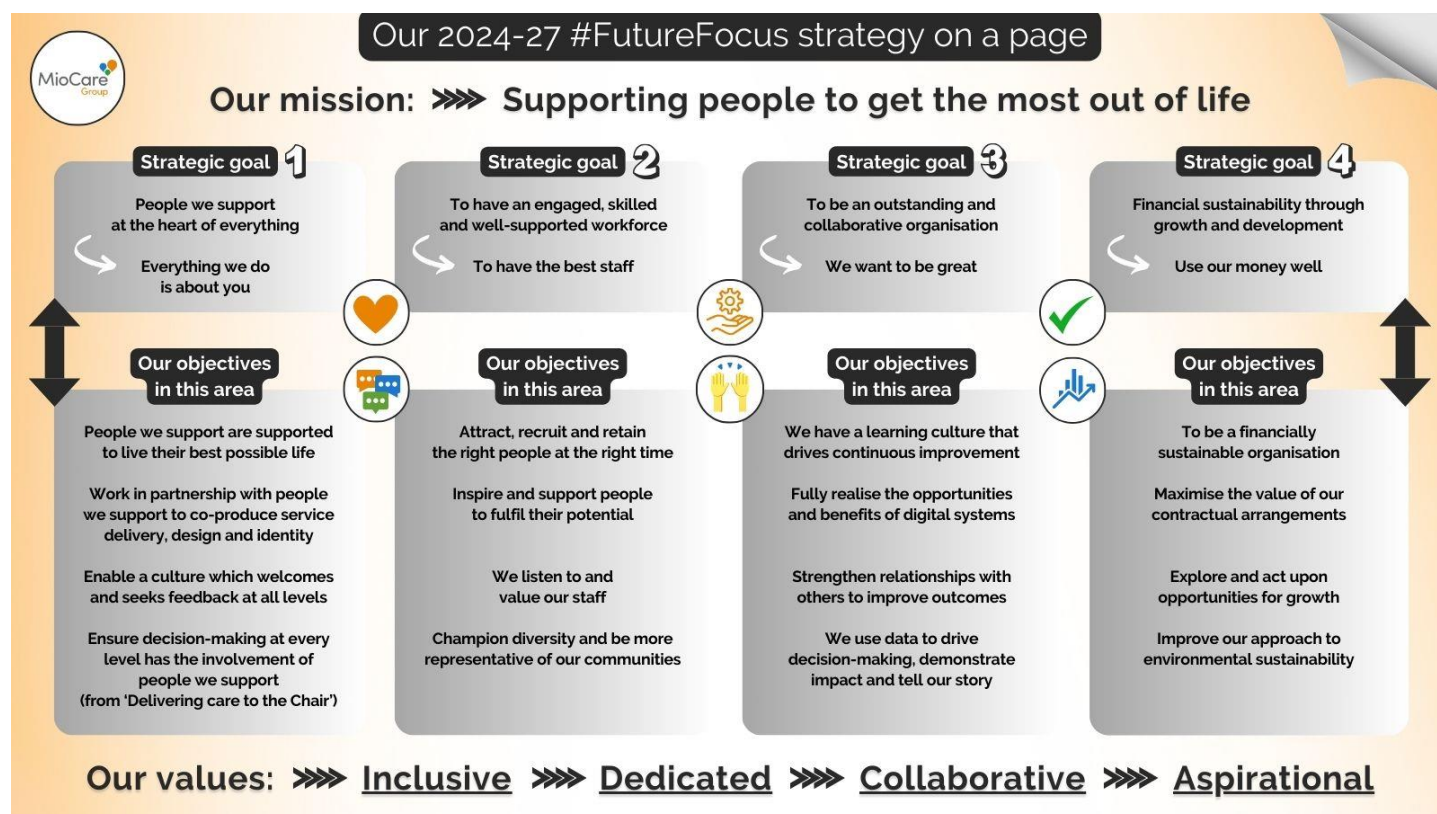 Our 2024-27 #FutureFocus strategy on a page
MioCare
Group
Our mission: Supporting people to get the most out of life
Strategic goal 1
People we support
at the heart of everything
Everything we do
is about you
Strategic goal 2
To have an engaged, skilled
and well-supported workforce
To have the best staff
Strategic goal 3
To be an outstanding and
collaborative organisation
We want to be great
Strategic goal 4
Financial sustainability through
growth and development
Use our money well
Our objectives
in this area
People we support are supported
to live their best possible life
Work in partnership with people
we support to co-produce service
delivery, design and identity
Enable a culture which welcomes
and seeks feedback at all levels
Ensure decision-making at every
level has the involvement of
people we support
(from ‘Delivering care to the Chair’)
Our objectives
in this area
Attract, recruit and retain
the right people at the right time
Inspire and support people
to fulfil their potential
We listen to and
value our staff
Champion diversity and be more
representative of our communities
Our objectives
in this area
We have a learning culture that
drives continuous improvement
Fully realise the opportunities
and benefits of digital systems
Strengthen relationships with
others to improve outcomes
We use data to drive
decision-making, demonstrate
impact and tell our story
Our objectives
in this area
To be a financially
sustainable organisation
Maximise the value of our
contractual arrangements
Explore and act upon
opportunities for growth
Improve our approach to
environmental sustainability
Our values: Inclusive Dedicated Collaborative Aspirational